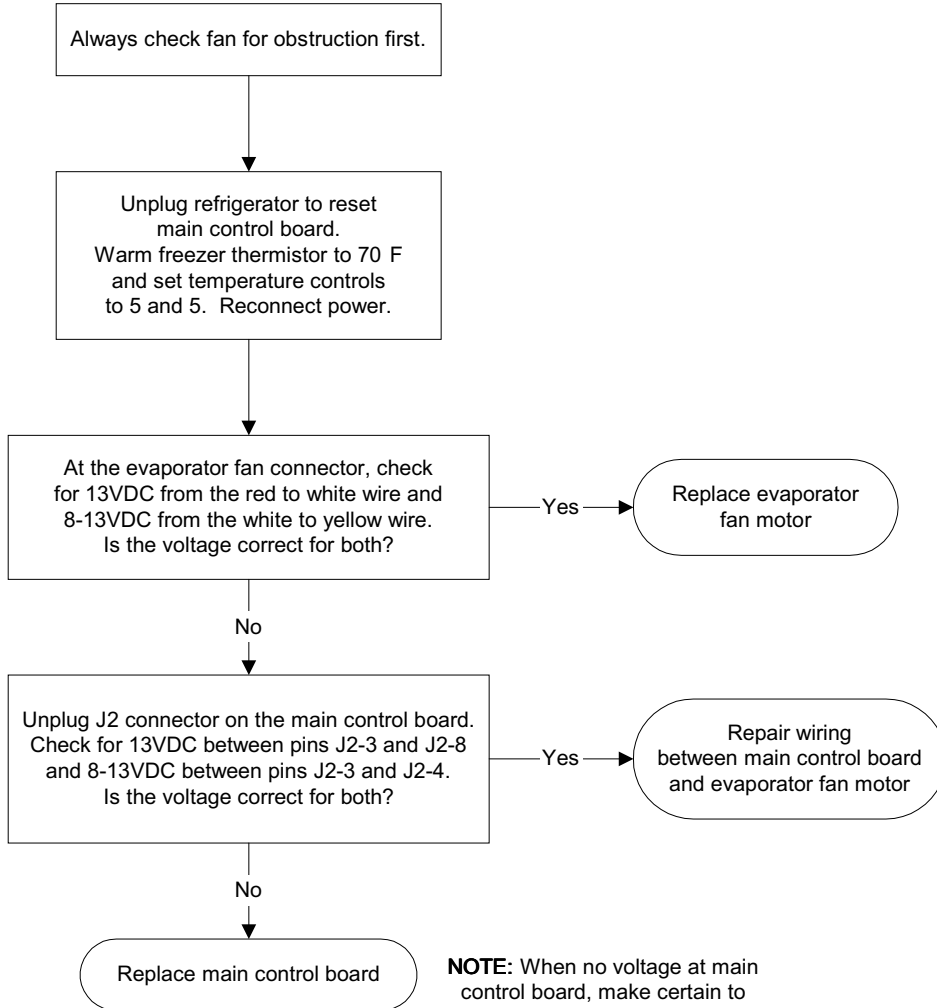 Always check fan for obstruction first.
Unplug refrigerator to reset
main control board.
Warm freezer thermistor to 70 F
and set temperature controls
to 5 and 5. Reconnect power.
At the evaporator fan connector, check
for 13VDC from the red to white wire and
8-13VDC from the white to yellow wire.
Is the voltage correct for both?
Yes
Replace evaporator
fan motor
No
Unplug J2 connector on the main control board.
Check for 13VDC between pins J2-3 and J2-8
and 8-13VDC between pins J2-3 and J2-4.
Is the voltage correct for both?
Yes
Repair wiring
between main control board
and evaporator fan motor
No
Replace main control board
NOTE: When no voltage at main
control board, make certain to